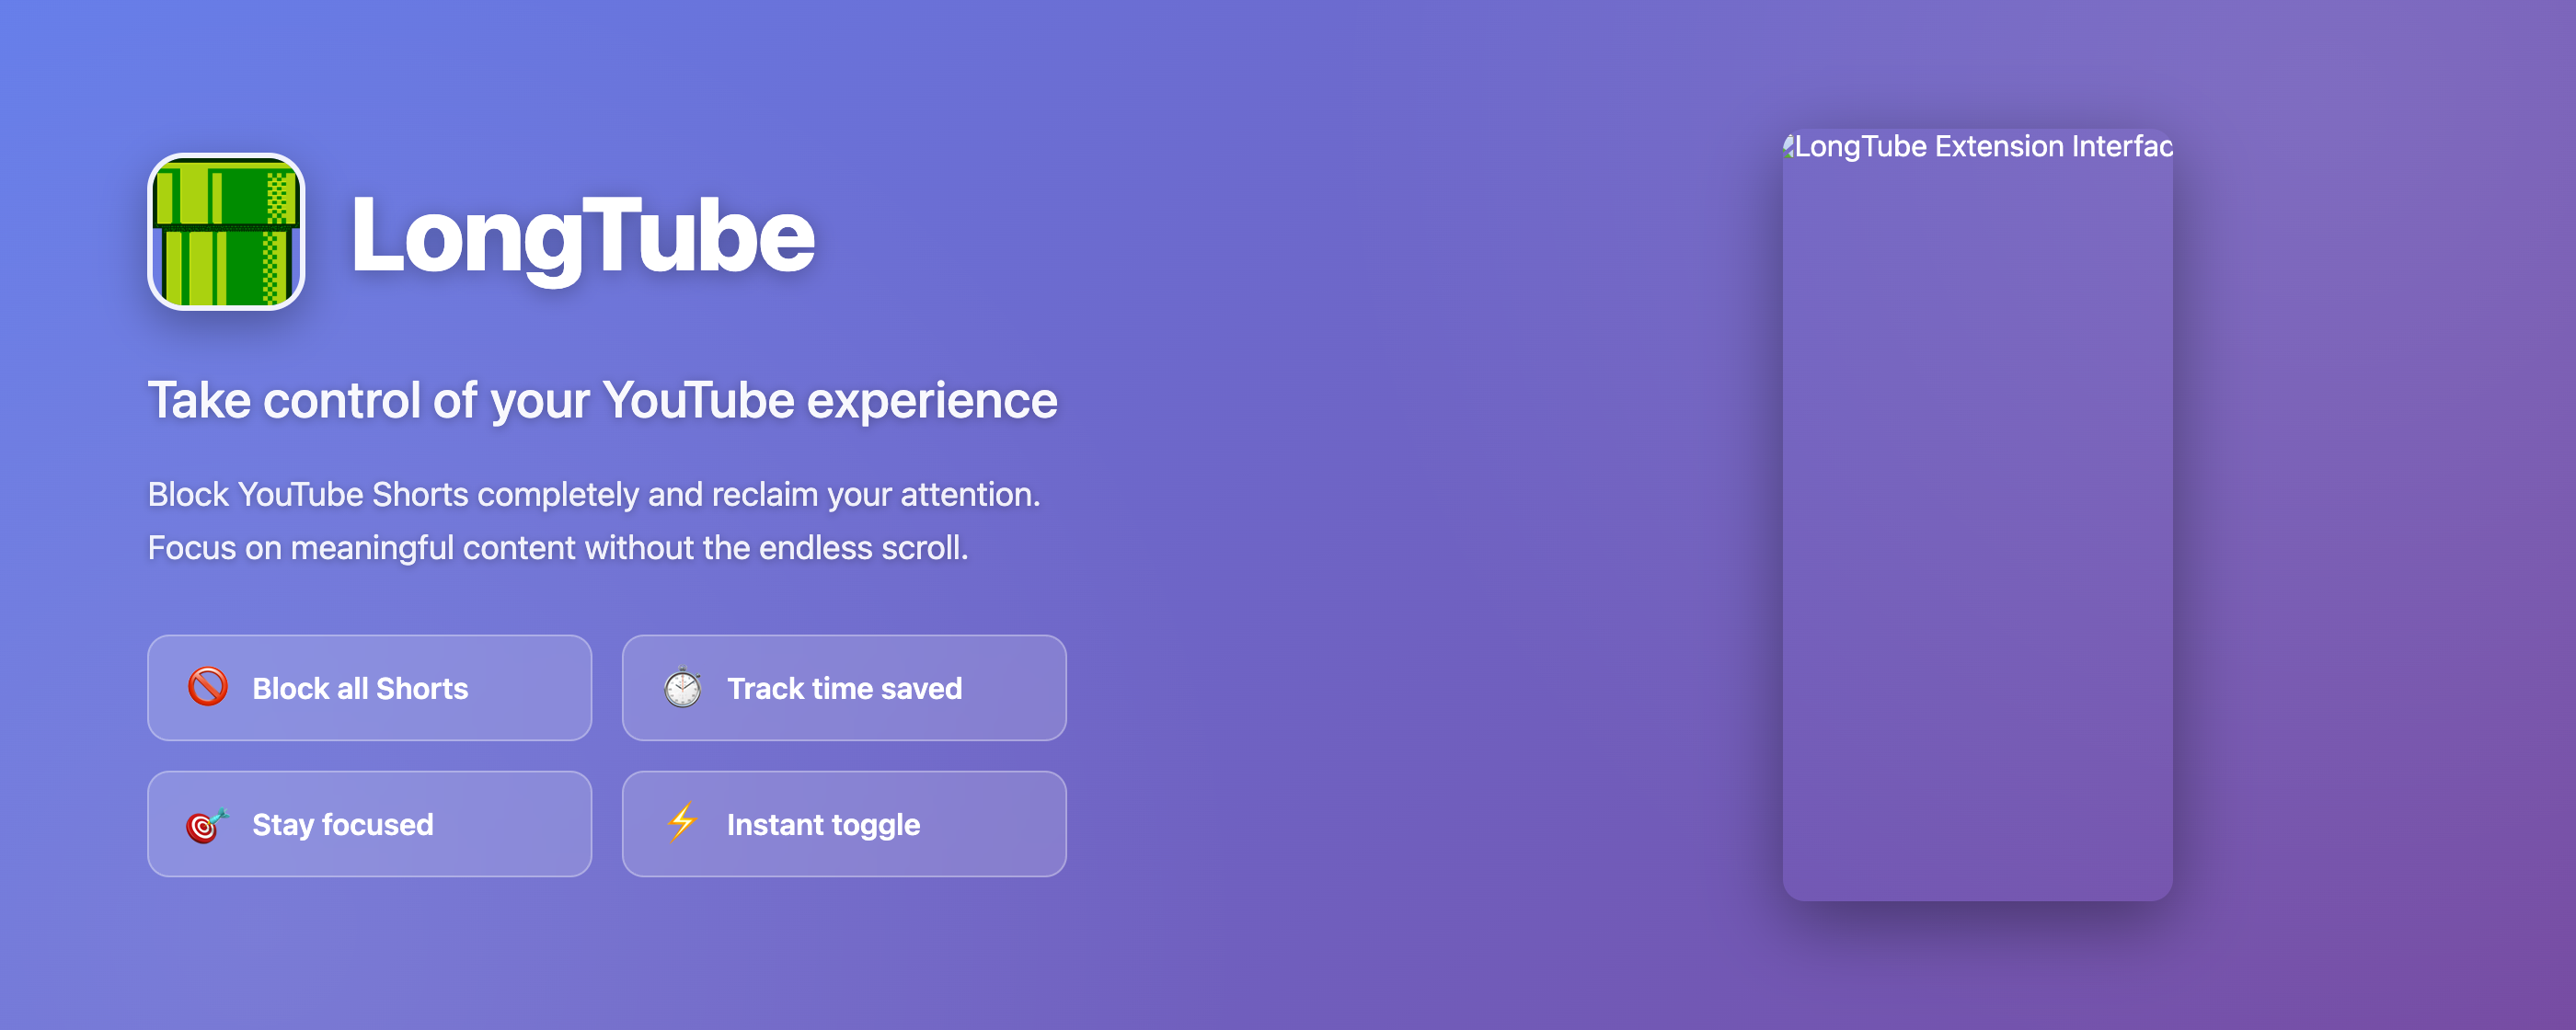 LongTube
Take control of your YouTube experience
Block YouTube Shorts completely and reclaim your attention.
Focus on meaningful content without the endless scroll.
Block all Shorts
Track time saved
Stay focused
Instant toggle
LongTube Extension Interfac